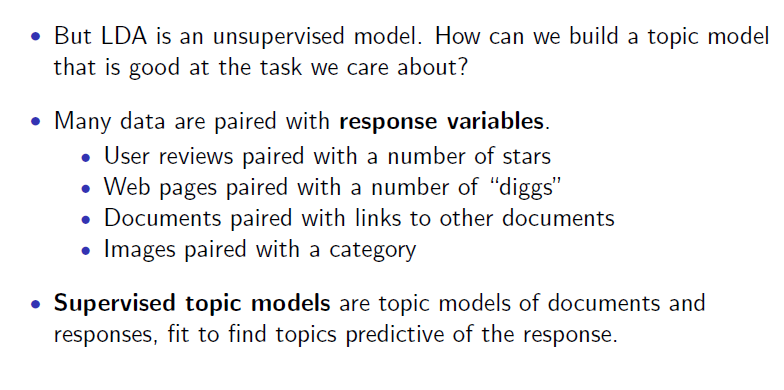 • But LDA is an unsupervised model. How can we build a topic model
that is good at the task we care about?
• Many data are paired with response variables.
• User reviews paired with a number of stars
• Web pages paired with a number of “diggs”
• Documents paired with links to other documents
• Images paired with a category
• Supervised topic models are topic models of documents and
responses, fit to find topics predictive of the response.